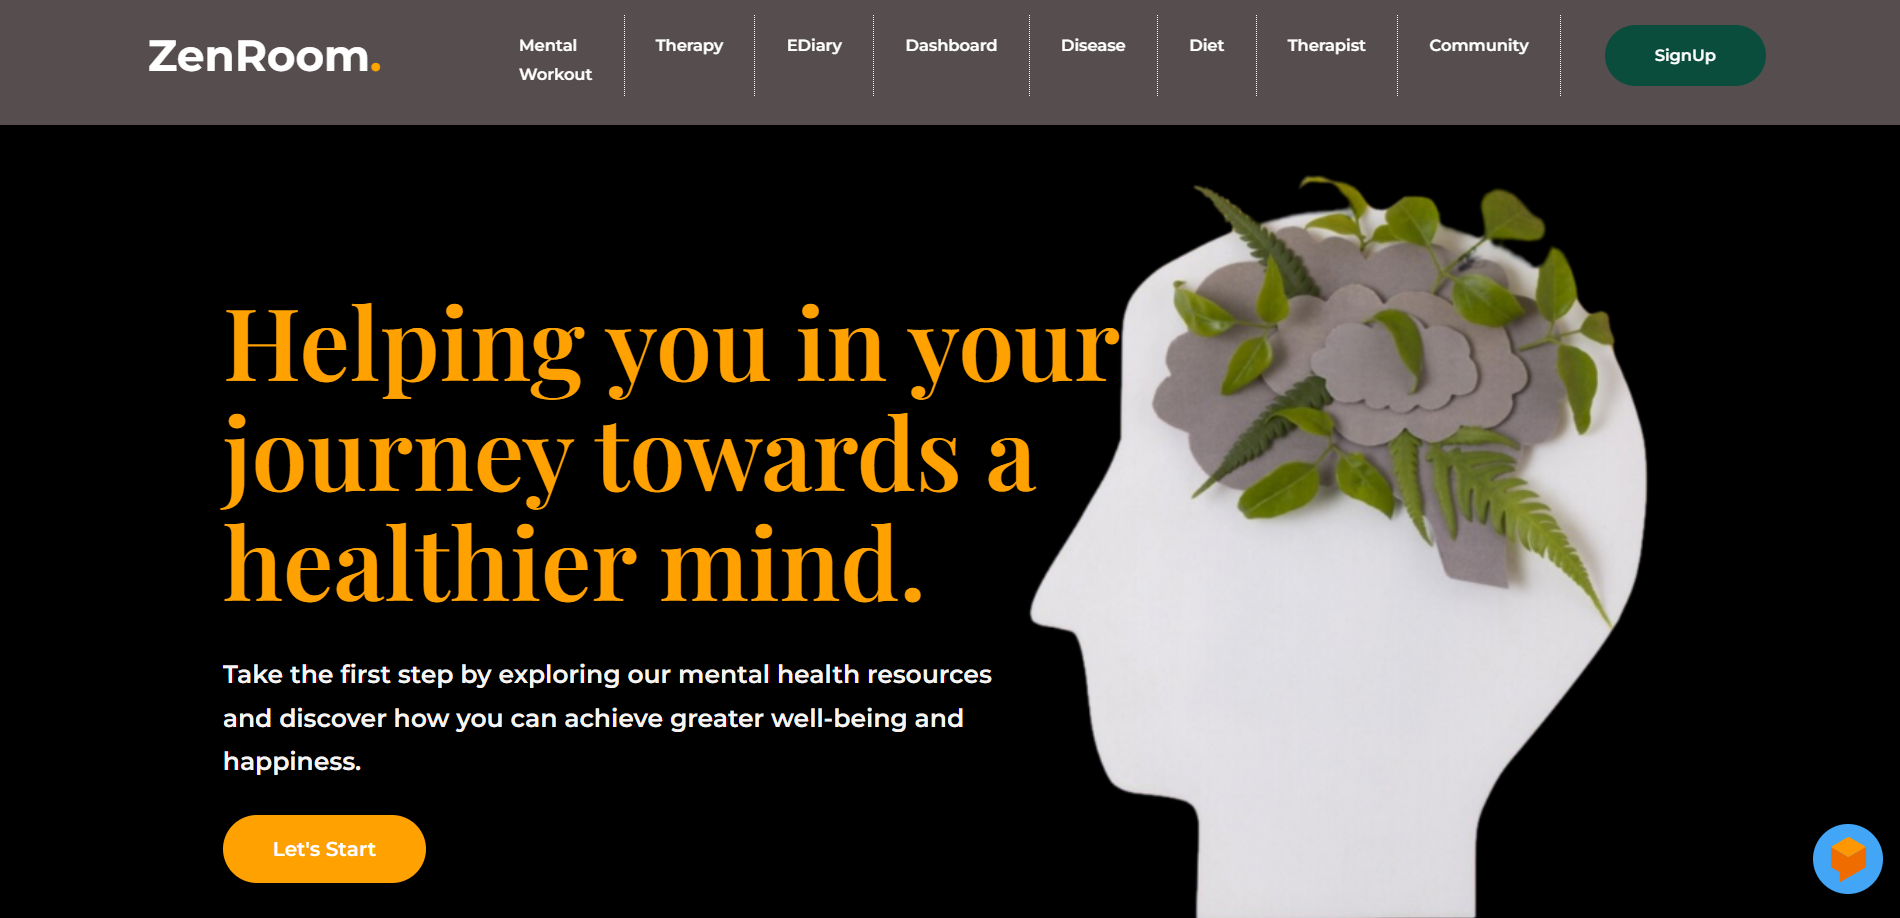 ZenRoom.
Mental
Workout
Therapy
EDiary
Dashboard
Disease
Diet
Therapist
Community
SignUp
Helping you in your
journey towards a
healthier mind.
Take the first step by exploring our mental health resources
and discover how you can achieve greater well-being and
happiness.
Let's Start